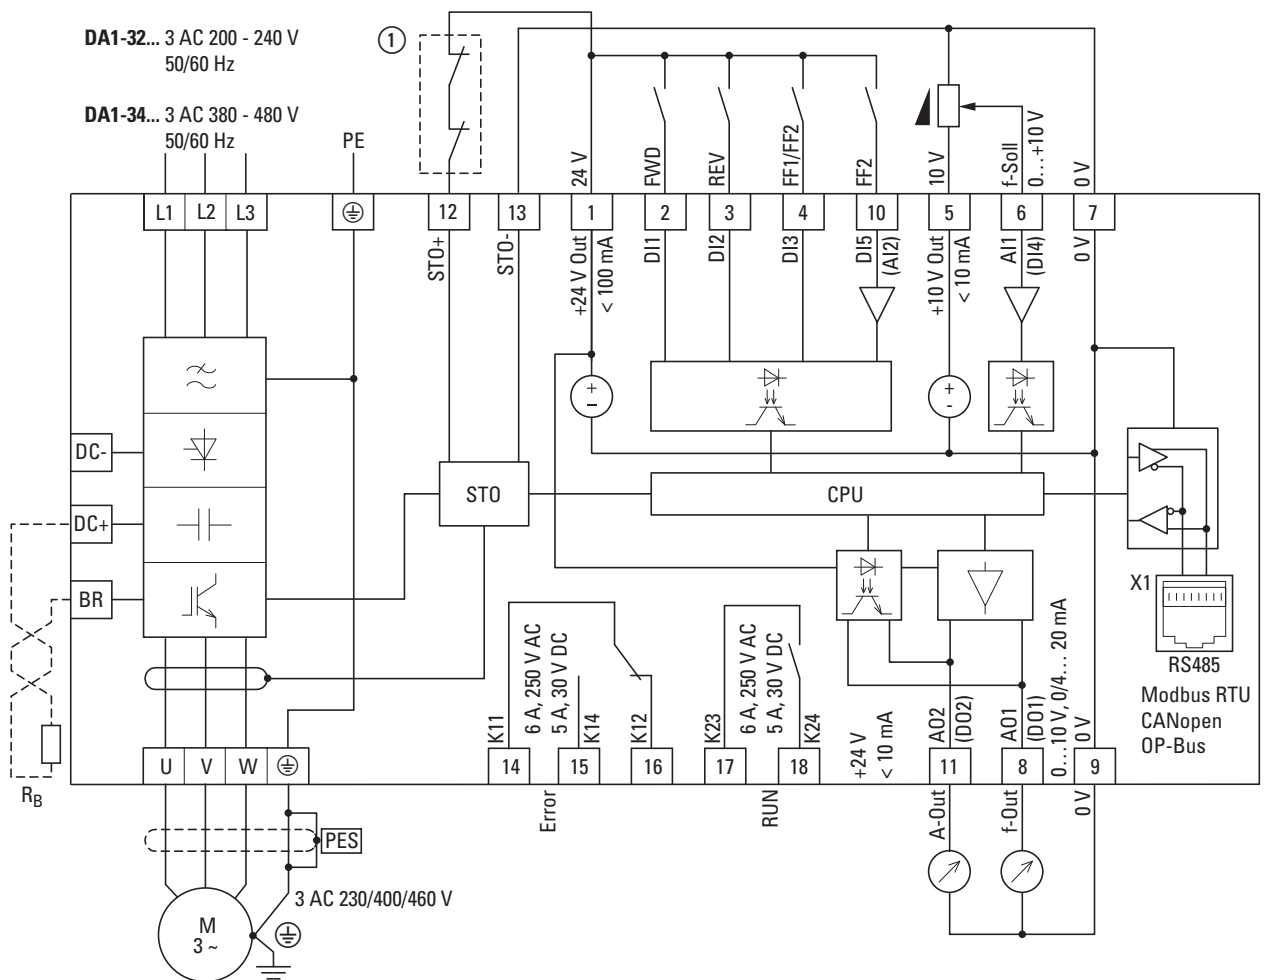 DA1-32... 3 AC 200 - 240 V
50/60 Hz
DA1-34... 3 AC 380 - 480 V
50/60 Hz
PE
1
24 V
FWD
REV
FF1/FF2
FF2
10 V
f-Soll
0…+10 V
0 V
L1 L2 L3
12 13 1 2 3 4 10 5 6 7
STO+
STO-
+24 V Out
< 100 mA
DI1
DI2
DI3
DI5
(AI2)
+10 V Out
< 10 mA
AI1
(DI4)
0 V
+
−
+
-
DC-
DC+
BR
STO
CPU
X1
RS485
Modbus RTU
CANopen
OP-Bus
RB
K11
6 A, 250 V AC
5 A, 30 V DC
K14
K12
K23
6 A, 250 V AC
5 A, 30 V DC
K24
+24 V
< 10 mA
AO2
(DO2)
AO1
(DO1)
0…10 V, 0/4…20 mA
0 V
U V W
14 15 16 17 18 11 8 9
Error
RUN
A-Out
f-Out
0 V
PES
3 AC 230/400/460 V
M
3 ~